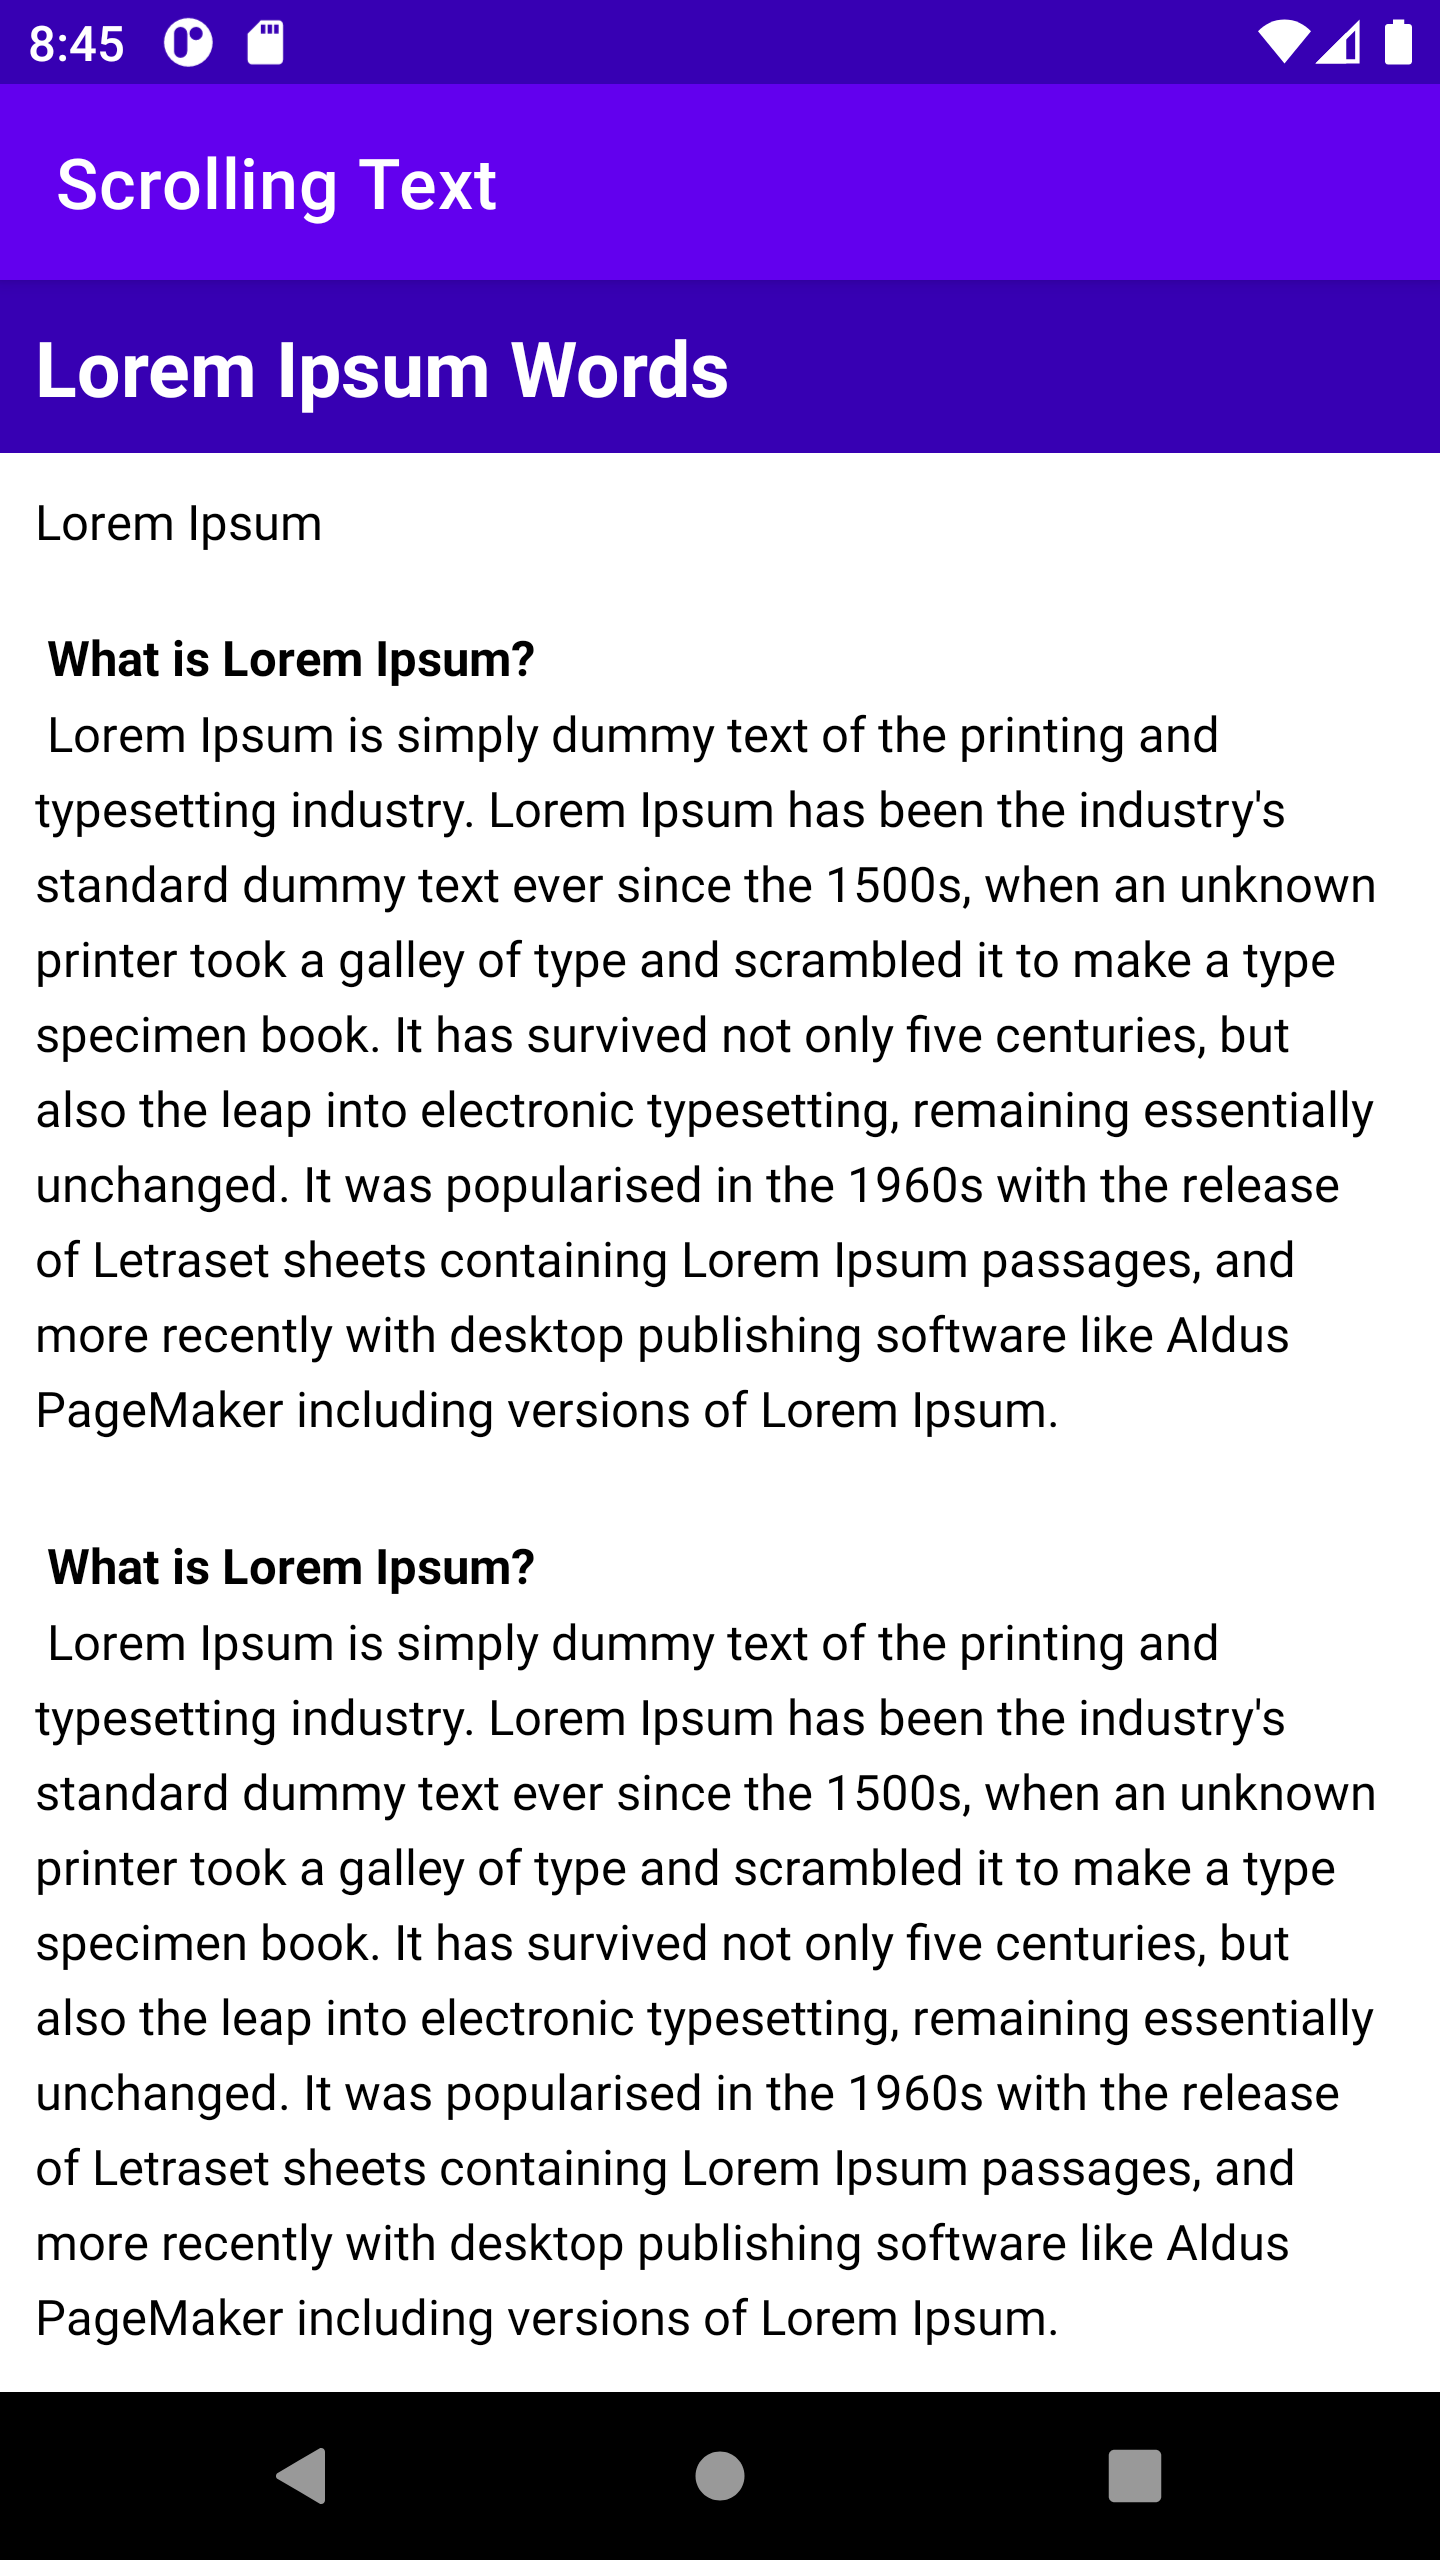 8:45
Scrolling Text
Lorem Ipsum Words
Lorem Ipsum
What is Lorem Ipsum?
Lorem Ipsum is simply dummy text of the printing and
typesetting industry. Lorem Ipsum has been the industry's
standard dummy text ever since the 1500s, when an unknown
printer took a galley of type and scrambled it to make a type
specimen book. It has survived not only five centuries, but
also the leap into electronic typesetting, remaining essentially
unchanged. It was popularised in the 1960s with the release
of Letraset sheets containing Lorem Ipsum passages, and
more recently with desktop publishing software like Aldus
PageMaker including versions of Lorem Ipsum.
What is Lorem Ipsum?
Lorem Ipsum is simply dummy text of the printing and
typesetting industry. Lorem Ipsum has been the industry's
standard dummy text ever since the 1500s, when an unknown
printer took a galley of type and scrambled it to make a type
specimen book. It has survived not only five centuries, but
also the leap into electronic typesetting, remaining essentially
unchanged. It was popularised in the 1960s with the release
of Letraset sheets containing Lorem Ipsum passages, and
more recently with desktop publishing software like Aldus
PageMaker including versions of Lorem Ipsum.